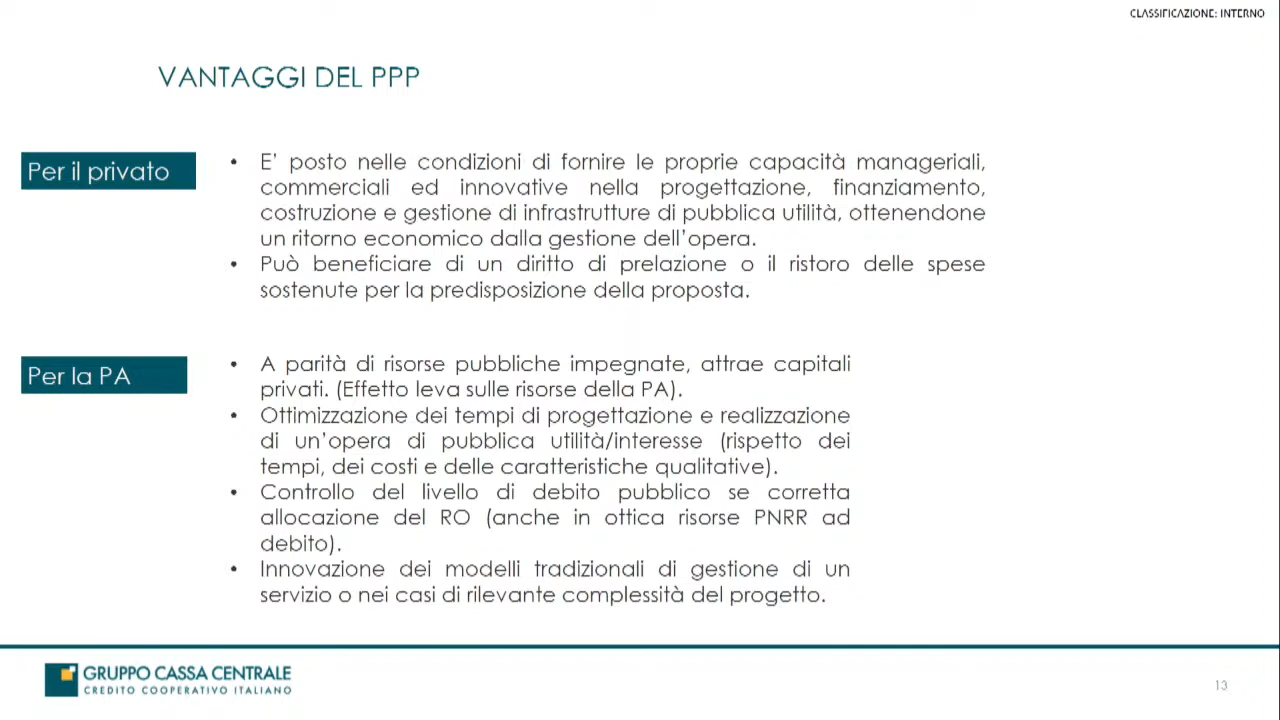 CLASSIFICAZIONE: INTERNO
VANTAGGI DEL PPP
Per il privato
• E' posto nelle condizioni di fornire le proprie capacità manageriali,
commerciali ed innovative nella progettazione, finanziamento,
costruzione e gestione di infrastrutture di pubblica utilità, ottenendone
un ritorno economico dalla gestione dell'opera.
• Può beneficiare di un diritto di prelazione o il ristoro delle spese
sostenute per la predisposizione della proposta.
Per la PA
• A parità di risorse pubbliche impegnate, attrae capitali
privati. (Effetto leva sulle risorse della PA).
• Ottimizzazione dei tempi di progettazione e realizzazione
di un'opera di pubblica utilità/interesse (rispetto dei
tempi, dei costi e delle caratteristiche qualitative).
• Controllo del livello di debito pubblico se corretta
allocazione del RO (anche in ottica risorse PNRR ad
debito).
• Innovazione dei modelli tradizionali di gestione di un
servizio o nei casi di rilevante complessità del progetto.
GRUPPO CASSA CENTRALE
CREDITO COOPERATIVO ITALIANO
13